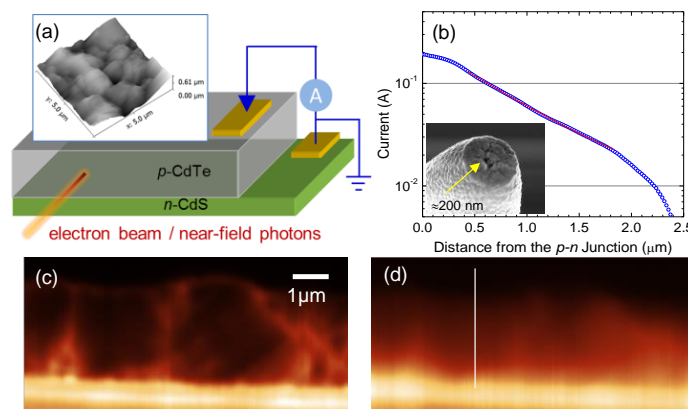 (a)
0.61 µm
0.00 µm
y: 5.0 µm
x: 5.0 µm
A
p-CdTe
n-CdS
electron beam / near-field photons
(b)
Current (A)
10⁻¹
10⁻²
≈200 nm
0.0 0.5 1.0 1.5 2.0 2.5
Distance from the p-n Junction (µm)
(c)
1µm
(d)